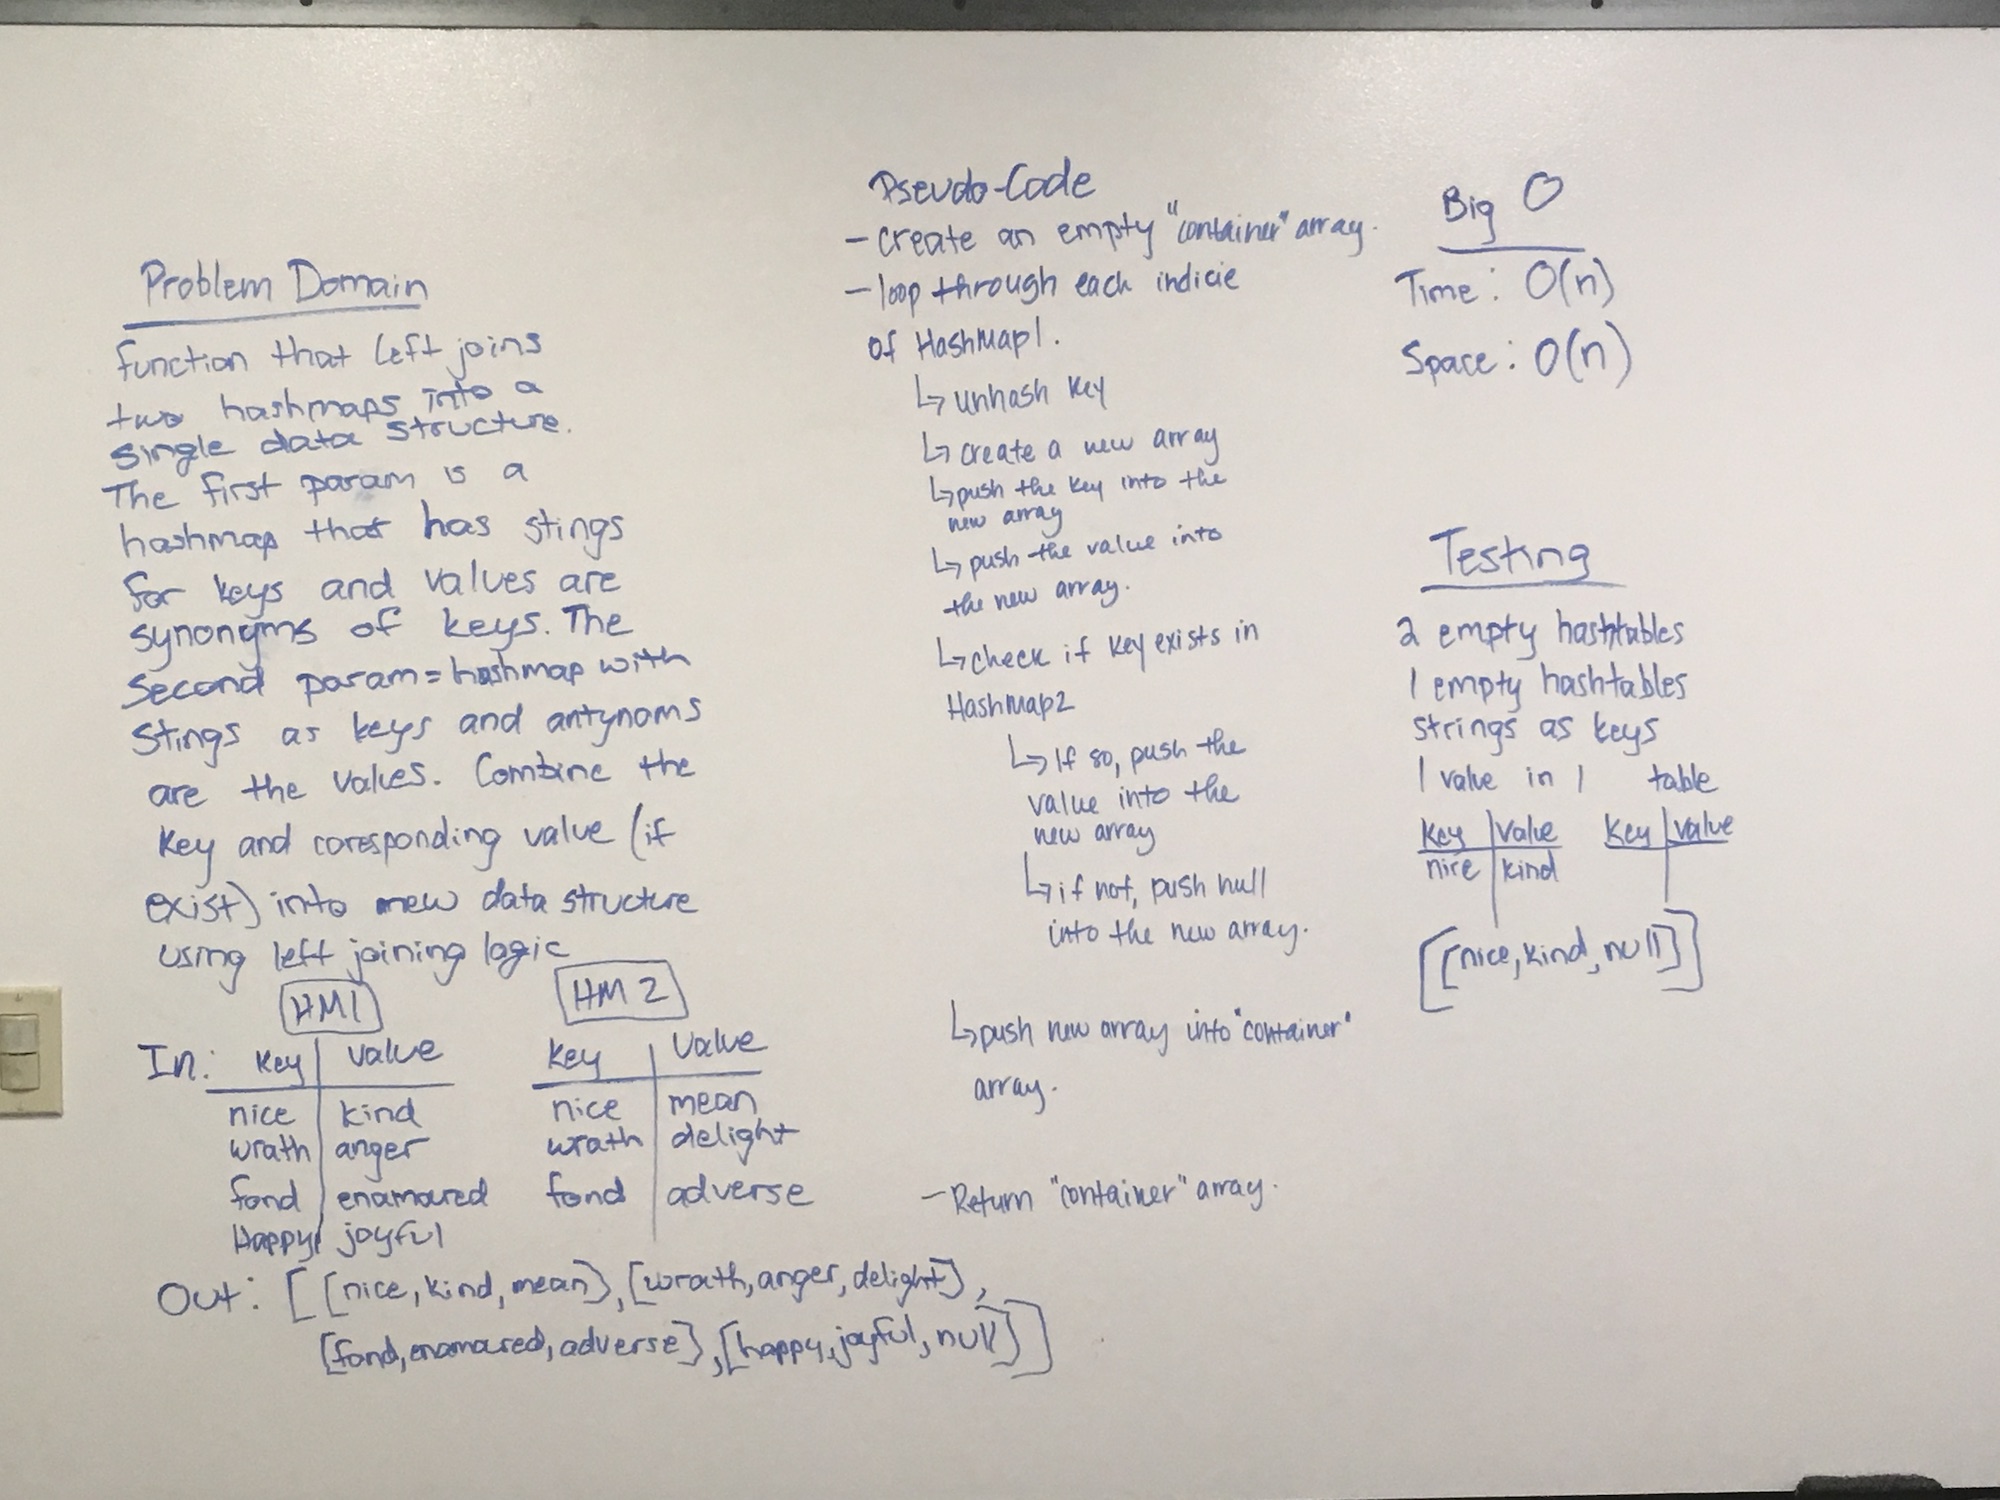 Problem Domain
function that left joins
two hashmaps into a
single data structure.
The first param is a
hashmap that has stings
for keys and values are
synonyms of keys. The
Second param = hashmap with
Stings as keys and antynoms
are the values. Combine the
key and coresponding value (if
exist) into new data structure
using left joining logic
HM1 HM2
In: Key Value Key Value
nice kind nice mean
wrath anger wrath delight
fond enamoured fond adverse
Happy joyful
Out: [[nice, kind, mean], [wrath, anger, delight],
[fond, enamoured, adverse], [happy, joyful, null]]
Pseudo-Code
- Create an empty "container" array.
- loop through each indicie
of HashMap1.
↳ unhash key
↳ create a new array
↳ push the key into the
new array
↳ push the value into
the new array.
↳ check if key exists in
HashMap2
↳ If so, push the
value into the
new array
↳ if not, push null
into the new array.
↳ push new array into "container"
array.
- Return "container" array.
Big O
Time: O(n)
Space: O(n)
Testing
2 empty hashtables
1 empty hashtables
strings as keys
1 value in 1 table
Key Value Key Value
nice kind
[[nice, kind, null]]